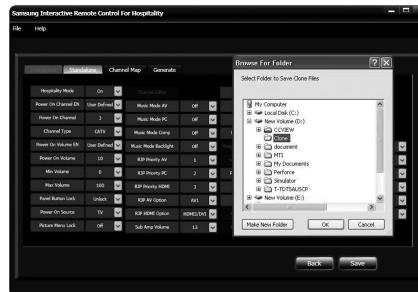 Samsung Interactive Remote Control For Hospitality
File Help
Standalone Channel Map Generate
Hospitality Mode On
Power On Channel EN User Defined Music Mode AV Off
Power On Channel 3 Music Mode PC Off
Channel Type CATV Music Mode Comp Off
Power On Volume EN User Defined Music Mode Backlight Off
Power On Volume 10 RJP Priority AV 1
Min Volume 0 RJP Priority PC 2
Max Volume 100 RJP Priority HDMI 3
Panel Button Lock Unlock RJP AV Option AV1
Power On Source TV RJP HDMI Option HDMI1/DVI
Picture Menu Lock Off Sub Amp Volume 13
Back Save
Browse For Folder
Select Folder to Save Clone Files
My Computer
Local Disk (C:)
New Volume (D:)
CCVIEW
Clone
document
MTI
My Documents
Perforce
Simulator
T-TDT5AUSCP
New Volume (E:)
Make New Folder OK Cancel